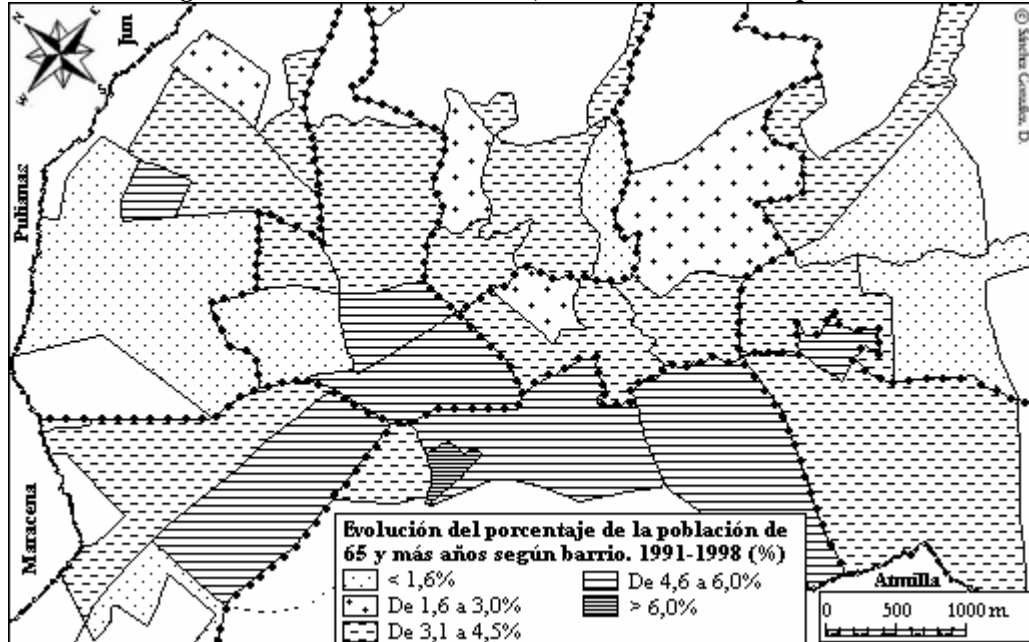 N
E
S
W
Jun
© Sánchez González, D.
Pulianas
Maracena
Evolución del porcentaje de la población de
65 y más años según barrio. 1991-1998 (%)
< 1,6%
De 1,6 a 3,0%
De 3,1 a 4,5%
De 4,6 a 6,0%
> 6,0%
Armilla
0 500 1000 m.